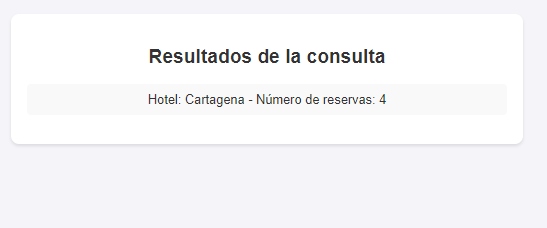 Resultados de la consulta
Hotel: Cartagena - Número de reservas: 4